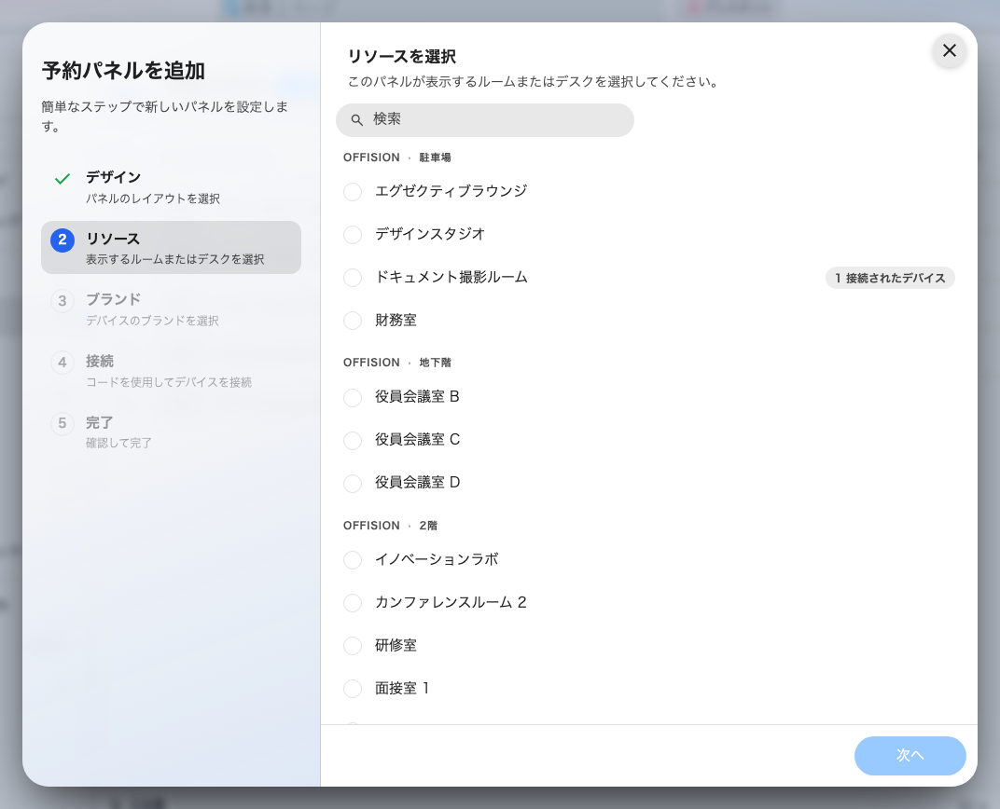 予約パネルを追加
簡単なステップで新しいパネルを設定しま
す。
デザイン
パネルのレイアウトを選択
2
リソース
表示するルームまたはデスクを選択
3
ブランド
デバイスのブランドを選択
4
接続
コードを使用してデバイスを接続
5
完了
確認して完了
リソースを選択
このパネルが表示するルームまたはデスクを選択してください。
検索
OFFISION · 駐車場
エグゼクティブラウンジ
デザインスタジオ
ドキュメント撮影ルーム
1 接続されたデバイス
財務室
OFFISION · 地下階
役員会議室 B
役員会議室 C
役員会議室 D
OFFISION · 2階
イノベーションラボ
カンファレンスルーム 2
研修室
面接室 1
次へ